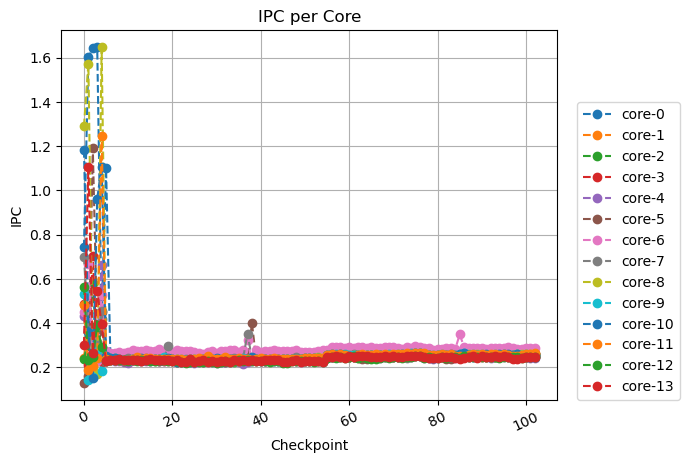 IPC per Core
IPC
1.6
1.4
1.2
1.0
0.8
0.6
0.4
0.2
0
20
40
60
80
100
Checkpoint
core-0
core-1
core-2
core-3
core-4
core-5
core-6
core-7
core-8
core-9
core-10
core-11
core-12
core-13